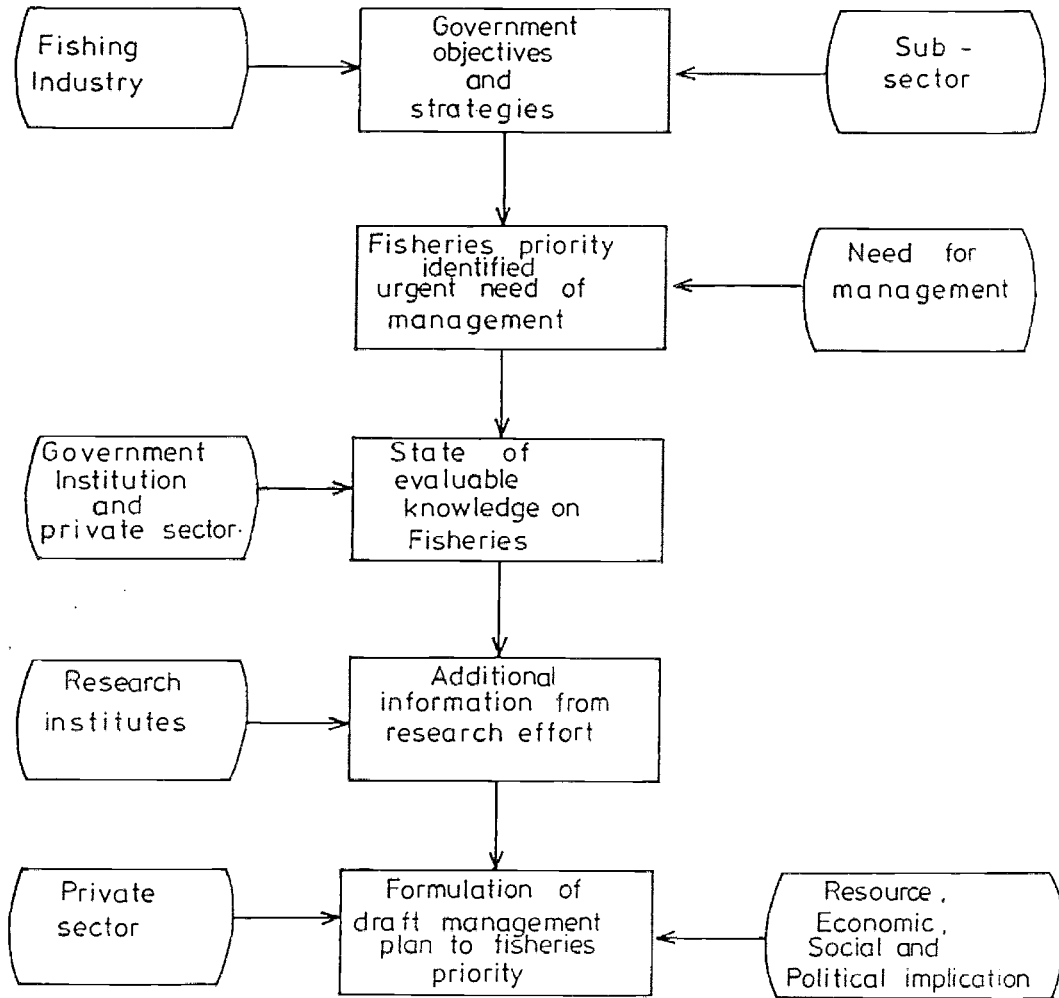 Fishing
Industry
Government
objectives
and
strategies
Sub -
sector
Fisheries priority
identified
urgent need of
management
Need for
management
Government
Institution
and
private sector.
State of
evaluable
knowledge on
Fisheries
Research
institutes
Additional
information from
research effort
Private
sector
Formulation of
draft management
plan to fisheries
priority
Resource,
Economic,
Social and
Political implication